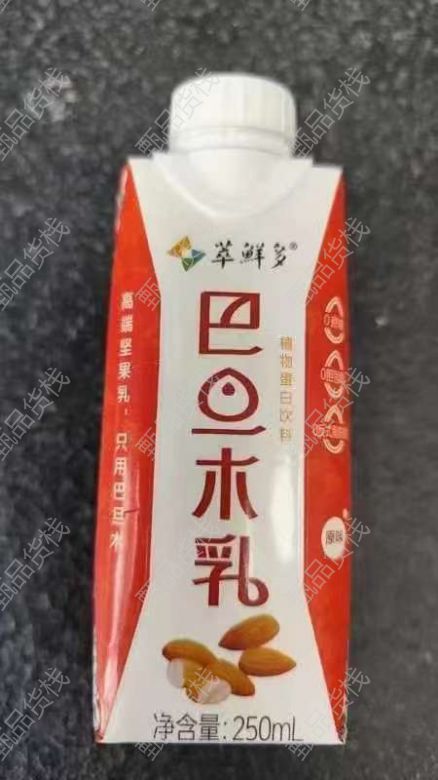 萃鲜多®
巴旦木乳
植物蛋白饮料
高端坚果乳，只用巴旦木
原味
净含量:250mL
甄品货栈